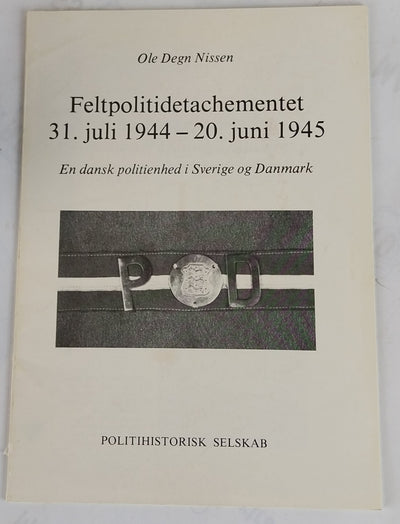 Ole Degn Nissen
Feltpolitidetachementet
31. juli 1944 – 20. juni 1945
En dansk politienhed i Sverige og Danmark
P D
POLITIHISTORISK SELSKAB